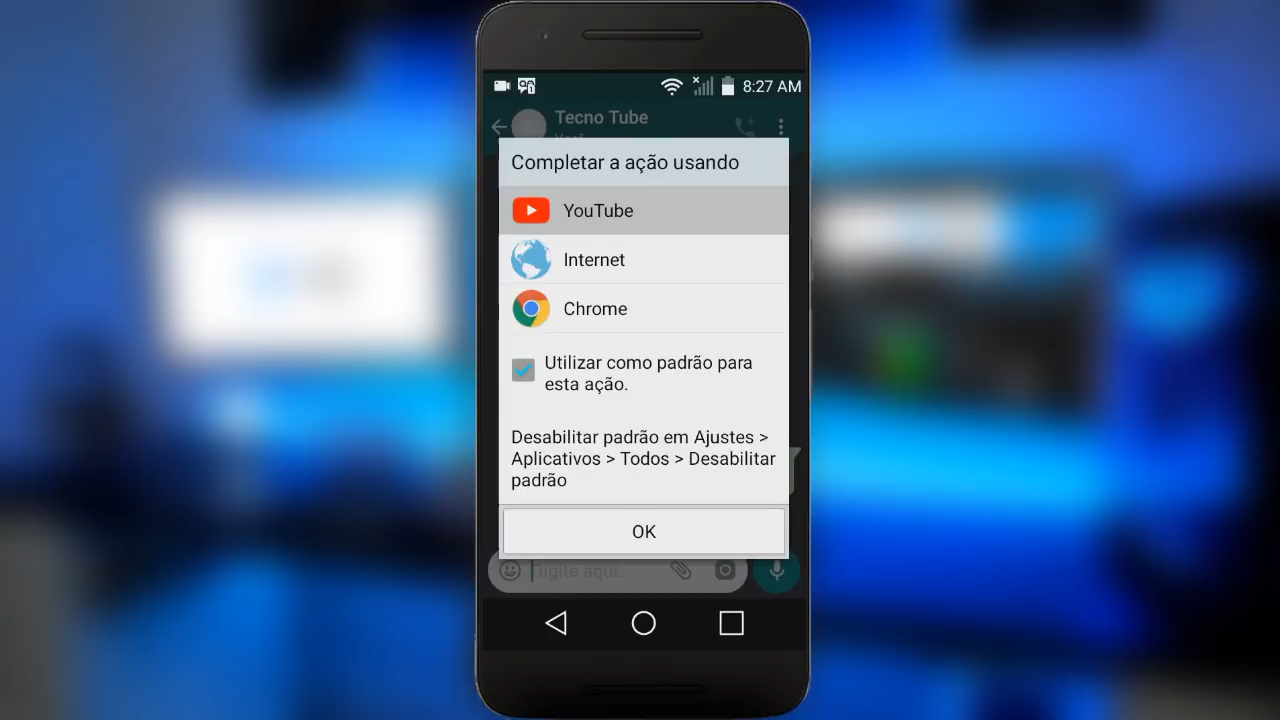 8:27 AM
Tecno Tube
Completar a ação usando
YouTube
Internet
Chrome
Utilizar como padrão para
esta ação.
Desabilitar padrão em Ajustes >
Aplicativos > Todos > Desabilitar
padrão
OK
Digite aqui...